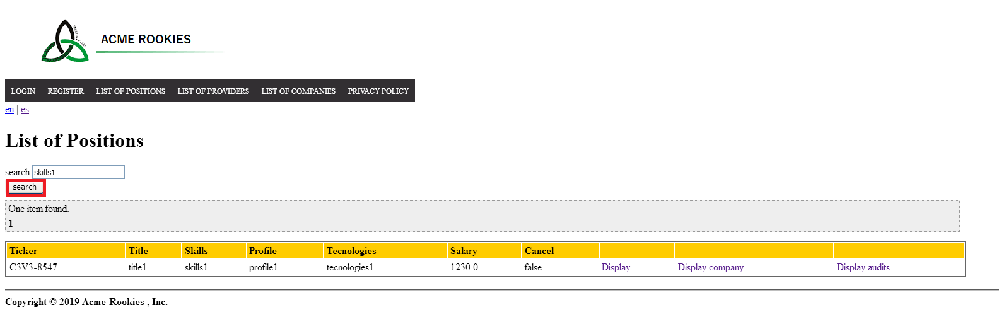 ACME ROOKIES
LOGIN REGISTER LIST OF POSITIONS LIST OF PROVIDERS LIST OF COMPANIES PRIVACY POLICY
en | es
List of Positions
search skills1
search
One item found.
1
Ticker Title Skills Profile Tecnologies Salary Cancel
C3V3-8547 title1 skills1 profile1 tecnologies1 1230.0 false Display Display company Display audits
Copyright © 2019 Acme-Rookies , Inc.